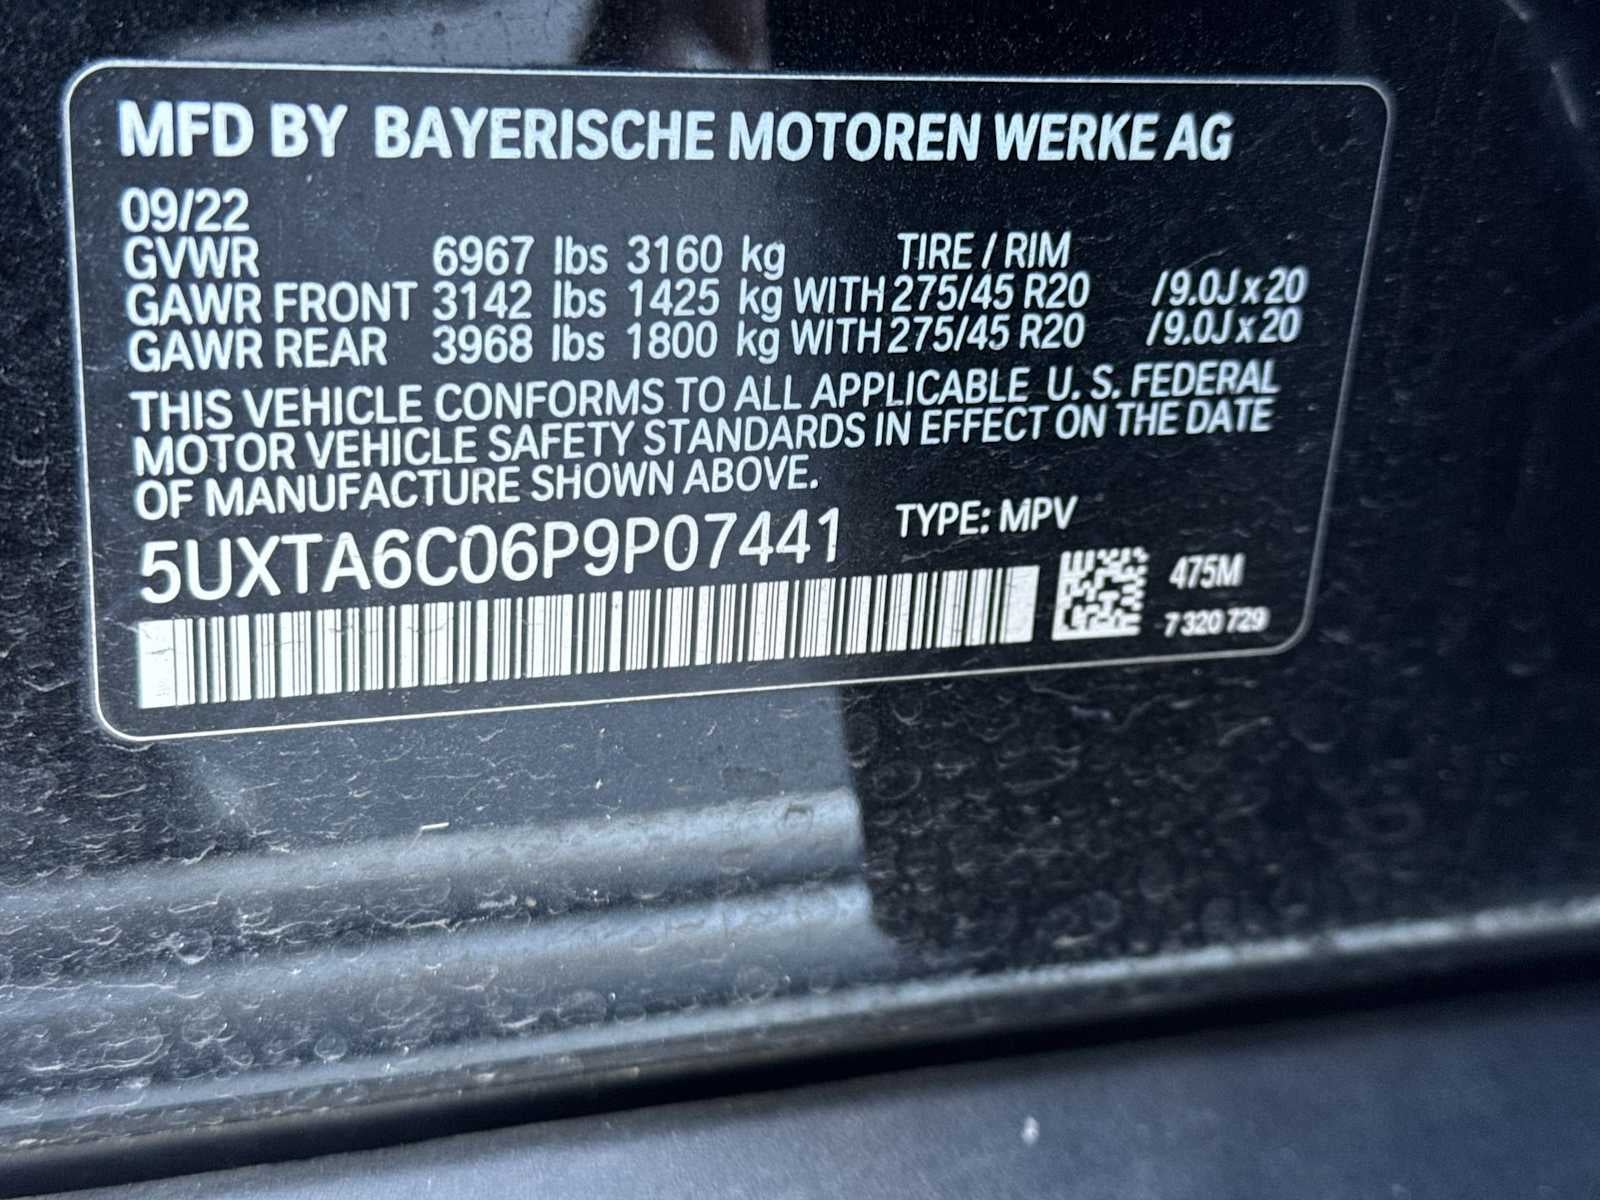 MFD BY BAYERISCHE MOTOREN WERKE AG
09/22
GVWR 6967 lbs 3160 kg TIRE / RIM
GAWR FRONT 3142 lbs 1425 kg WITH 275/45 R20 /9.0J x 20
GAWR REAR 3968 lbs 1800 kg WITH 275/45 R20 /9.0J x 20
THIS VEHICLE CONFORMS TO ALL APPLICABLE U. S. FEDERAL
MOTOR VEHICLE SAFETY STANDARDS IN EFFECT ON THE DATE
OF MANUFACTURE SHOWN ABOVE.
5UXTA6C06P9P07441 TYPE: MPV
475M
7 320 729